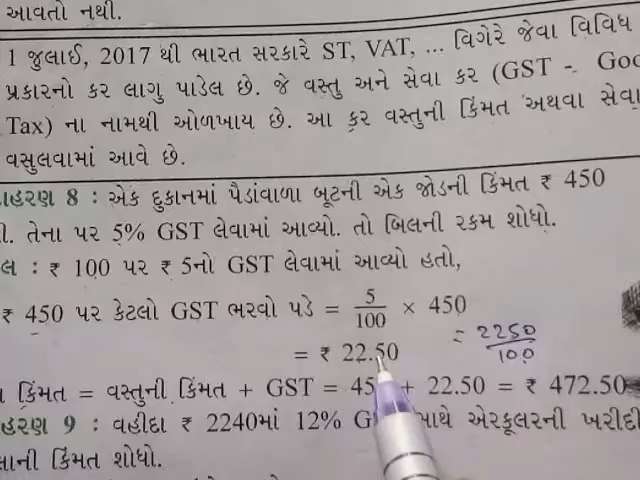 આવતો નથી.
1 જુલાઈ, 2017 થી ભારત સરકારે ST, VAT, ... વિગેરે જેવા વિવિધ
પ્રકારનો કર લાગુ પાડેલ છે. જે વસ્તુ અને સેવા કર (GST - Goo
Tax) ના નામથી ઓળખાય છે. આ કર વસ્તુની કિંમત અથવા સેવા
વસુલવામાં આવે છે.
ાહરણ 8 : એક દુકાનમાં પૈડાંવાળા બૂટની એક જોડની કિંમત ₹ 450
ી. તેના પર 5% GST લેવામાં આવ્યો. તો બિલની રકમ શોધો.
લ : ₹ 100 પર ₹ 5નો GST લેવામાં આવ્યો હતો,
₹ 450 પર કેટલો GST ભરવો પડે = 5/100 × 450
= ₹ 22.50 = 2250/100
કિંમત = વસ્તુની કિંમત + GST = 45 + 22.50 = ₹ 472.50
હરણ 9 : વહીદા ₹ 2240માં 12% G સાથે એરકૂલરની ખરીદી
ાની કિંમત શોધો.